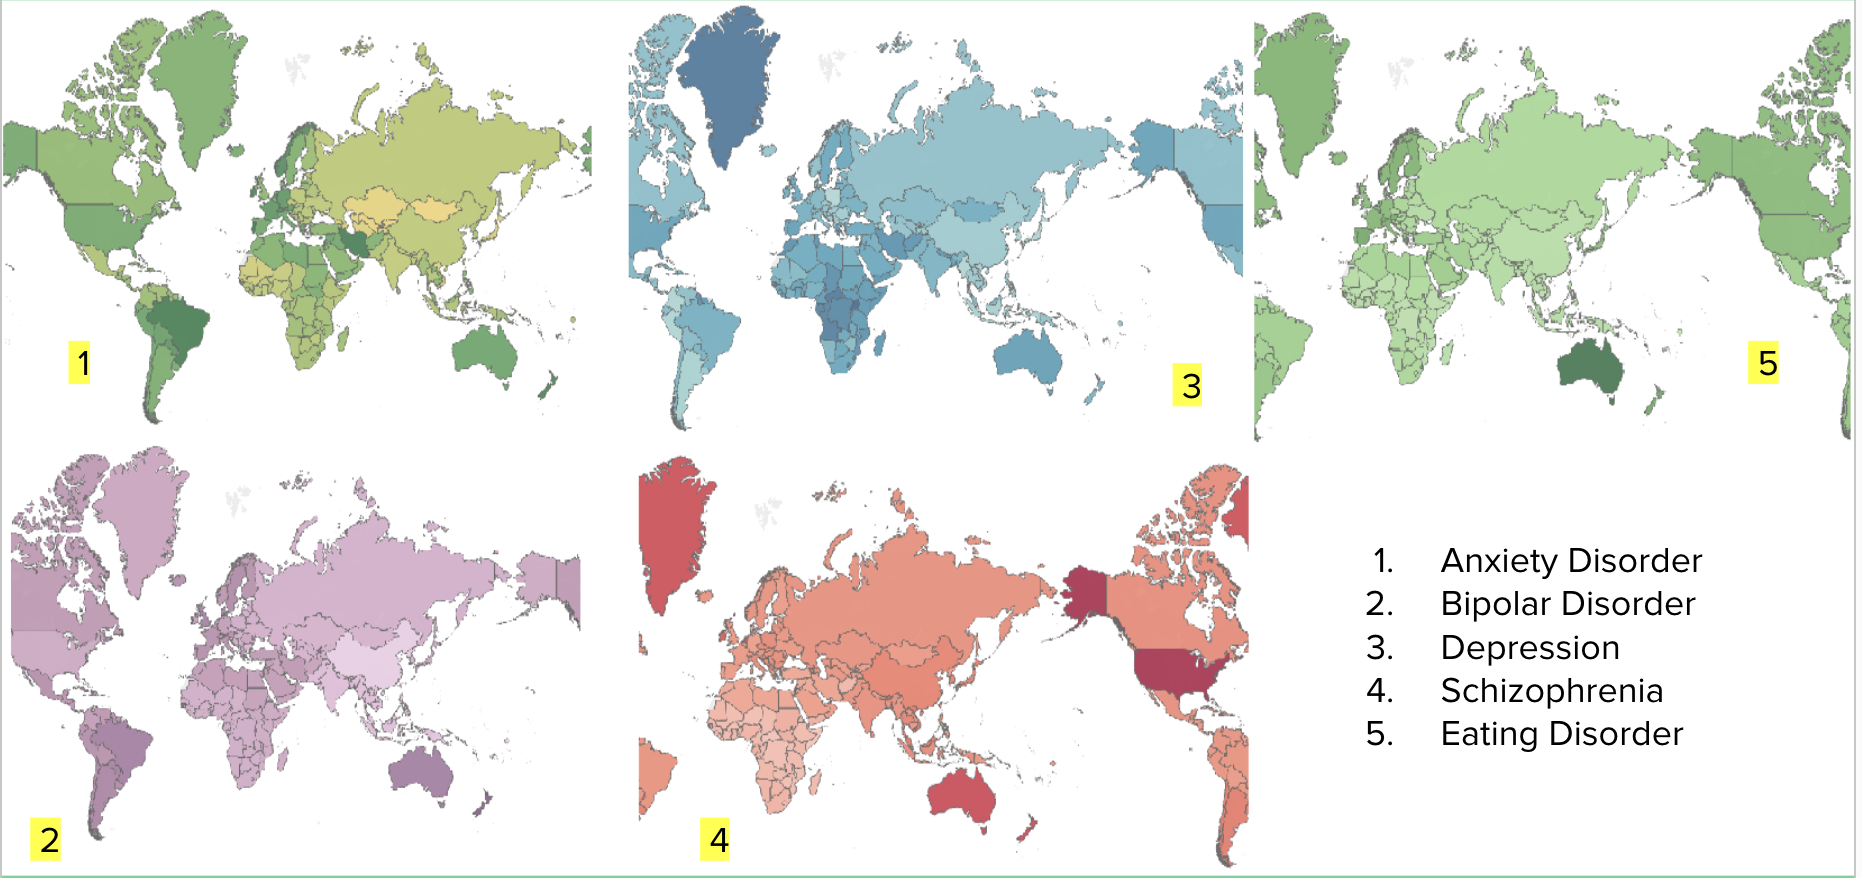 1
3
5
2
4
1. Anxiety Disorder
2. Bipolar Disorder
3. Depression
4. Schizophrenia
5. Eating Disorder